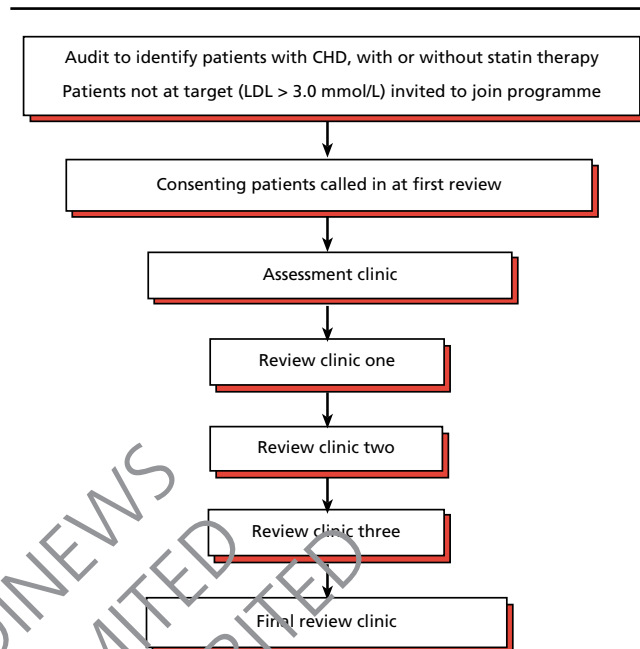 Audit to identify patients with CHD, with or without statin therapy
Patients not at target (LDL > 3.0 mmol/L) invited to join programme
Consenting patients called in at first review
Assessment clinic
Review clinic one
Review clinic two
Review clinic three
Final review clinic